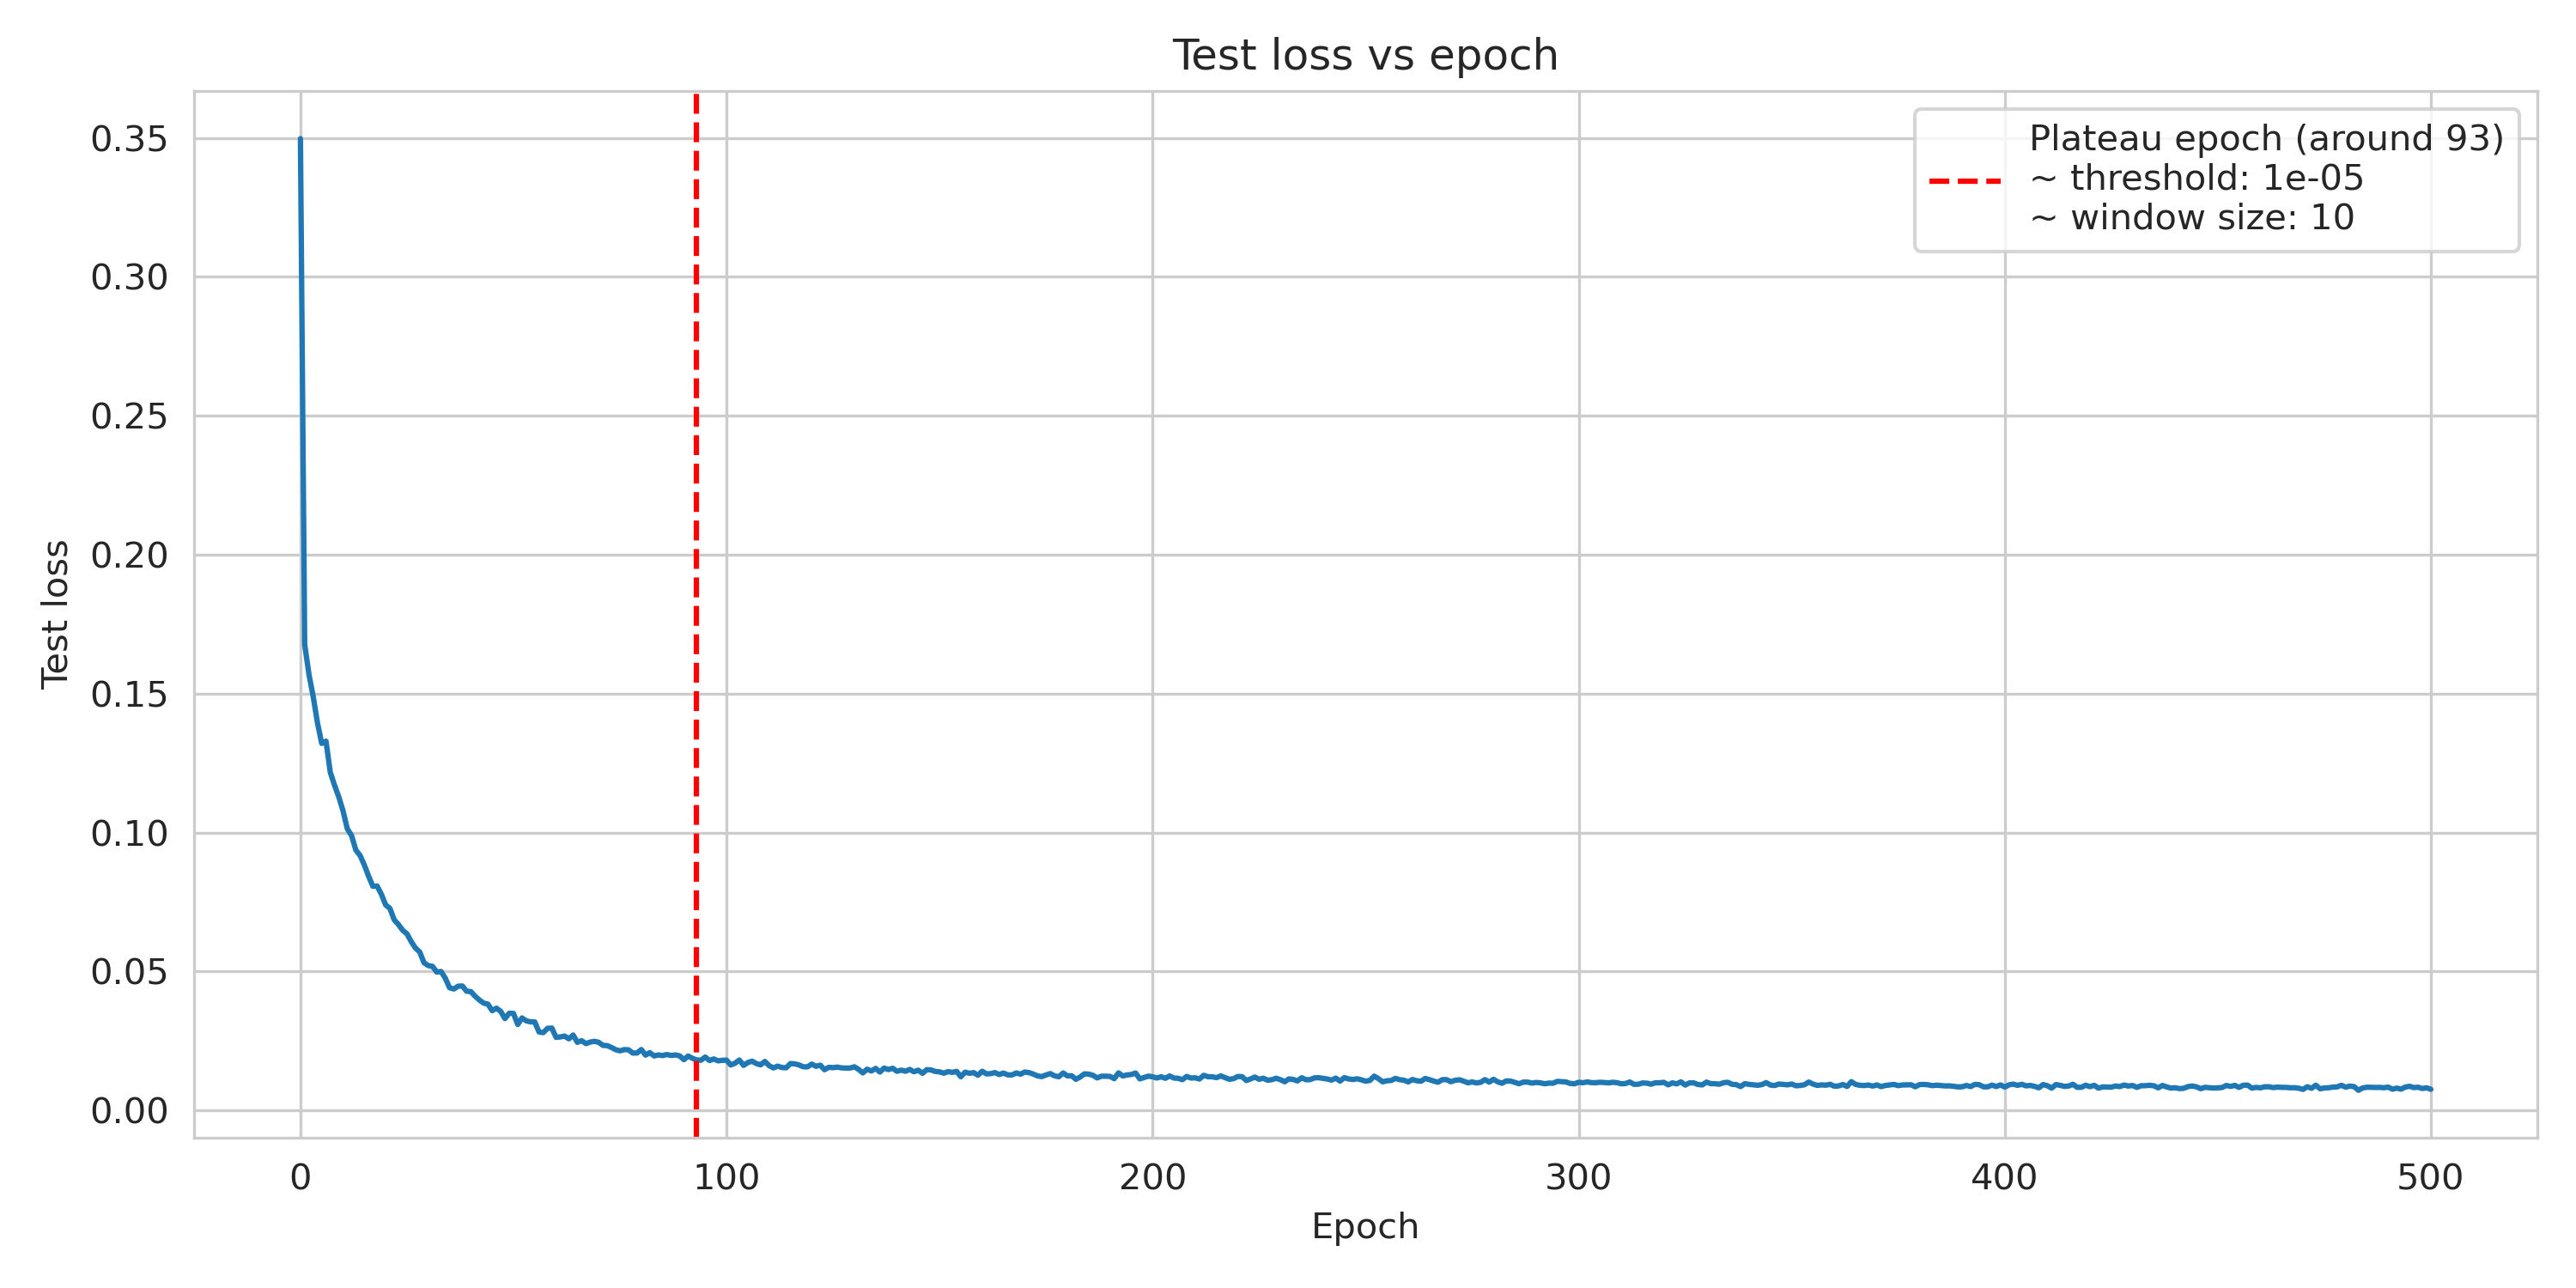 Test loss vs epoch
Plateau epoch (around 93)
~ threshold: 1e-05
~ window size: 10
Test loss
0.35
0.30
0.25
0.20
0.15
0.10
0.05
0.00
0 100 200 300 400 500
Epoch